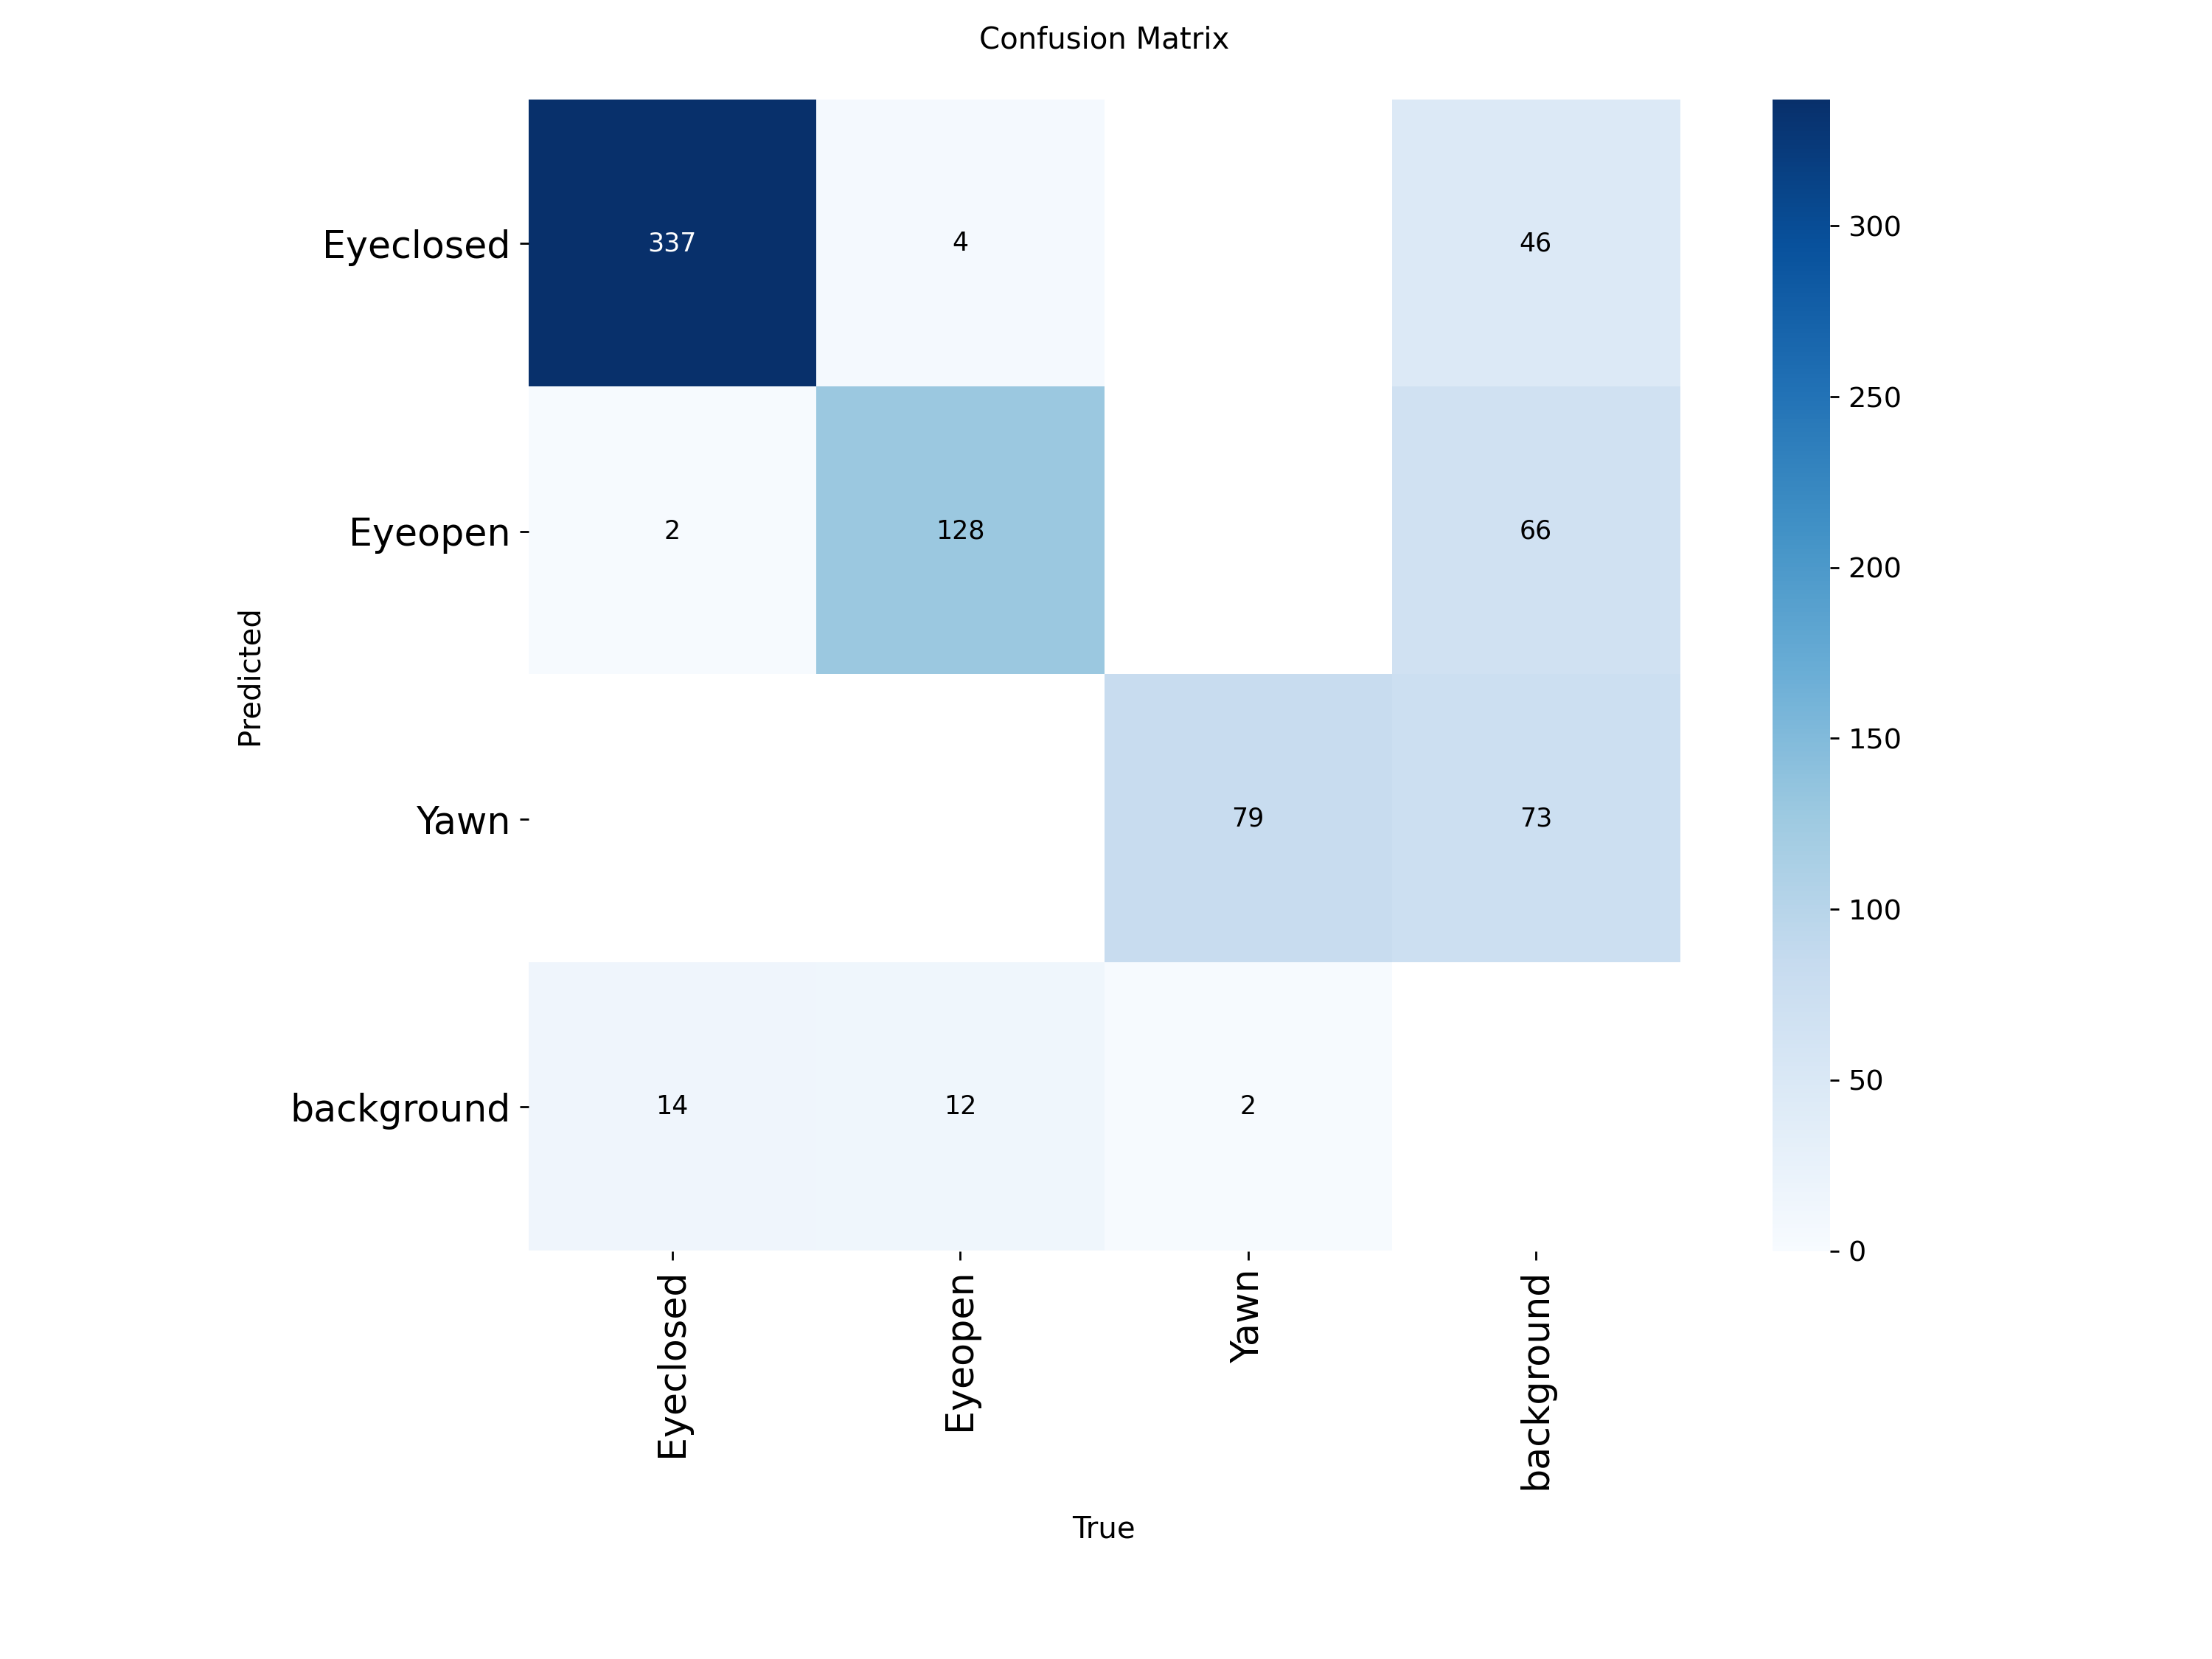 Confusion Matrix
Eyeclosed
337
4
46
300
250
Eyeopen
2
128
66
200
Predicted
150
Yawn
79
73
100
50
background
14
12
2
0
Eyeclosed
Eyeopen
Yawn
background
True